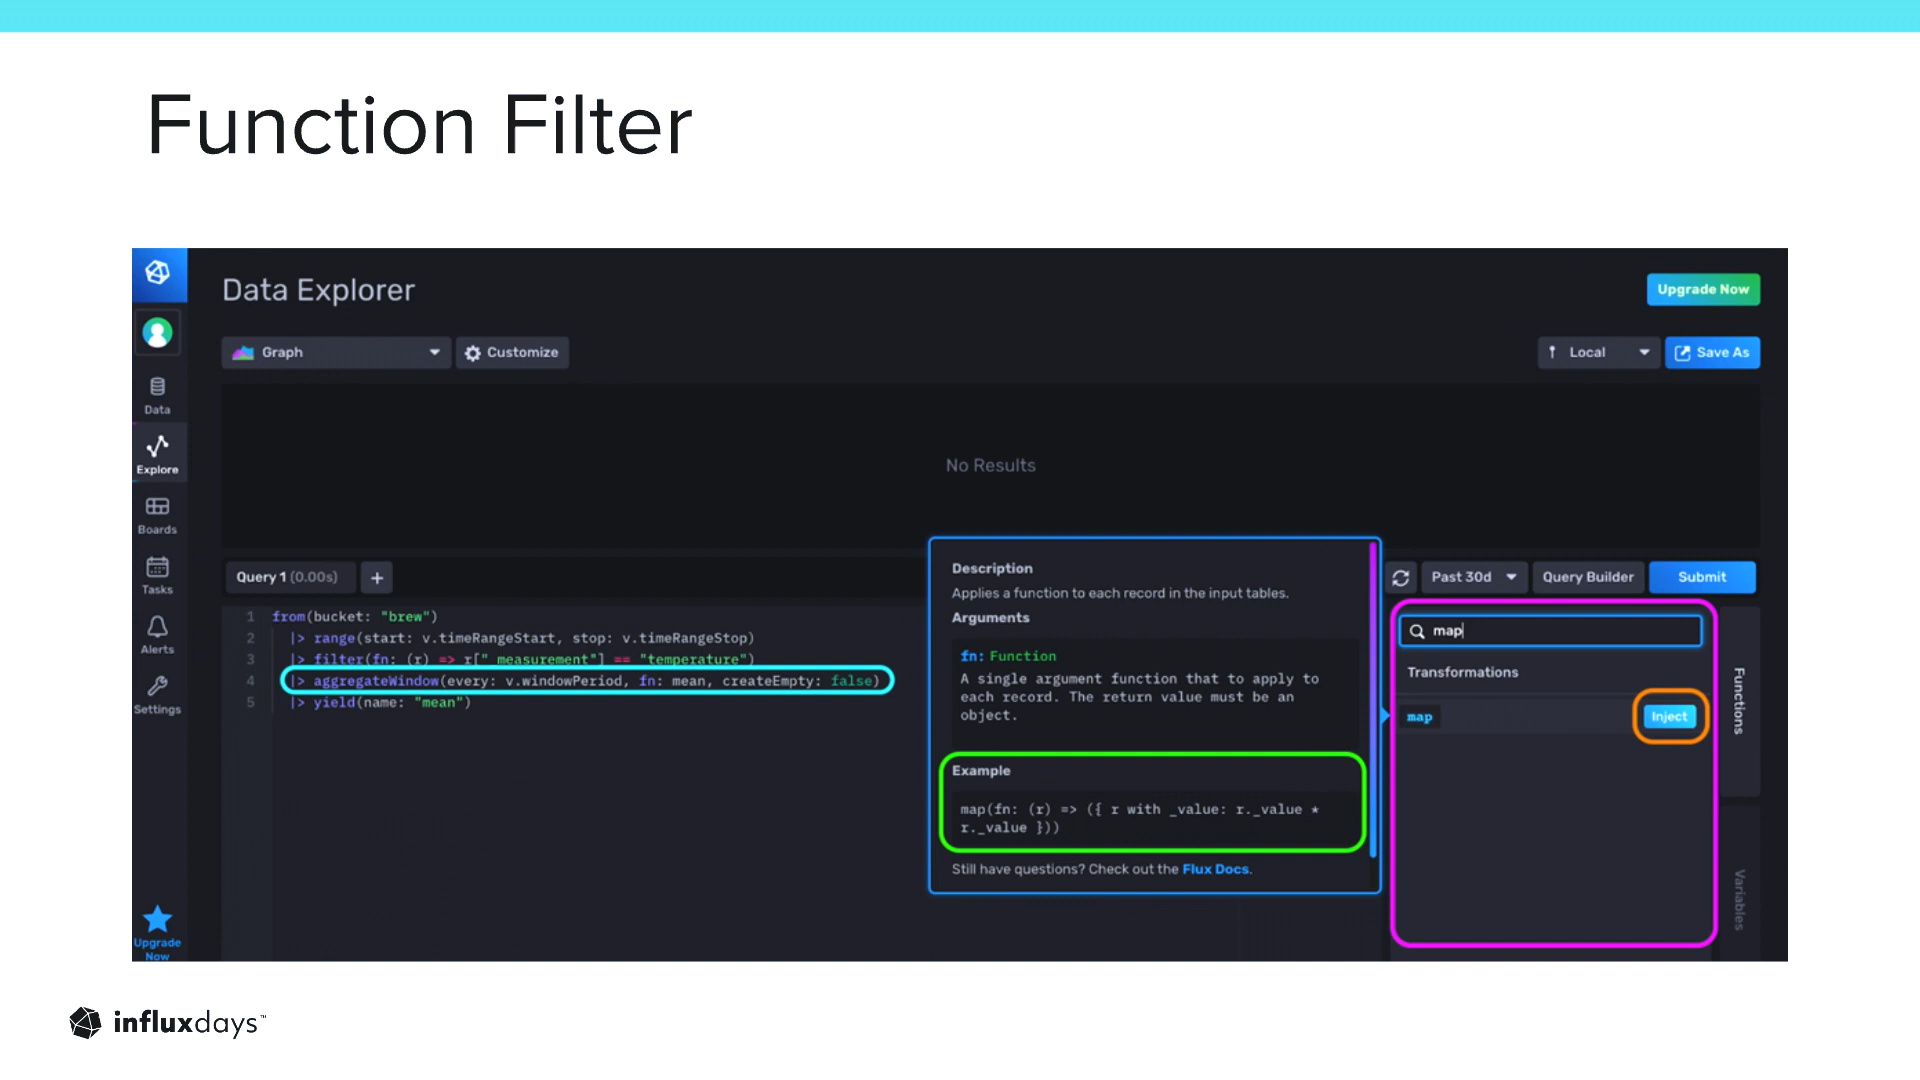 Function Filter
Data Explorer
Upgrade Now
Graph
Customize
Local
Save As
Data
Explore
Boards
Tasks
Alerts
Settings
Upgrade
Now
No Results
Query 1 (0.00s)
+
Past 30d
Query Builder
Submit
1 from(bucket: "brew")
2 |> range(start: v.timeRangeStart, stop: v.timeRangeStop)
3 |> filter(fn: (r) => r["_measurement"] == "temperature")
4 |> aggregateWindow(every: v.windowPeriod, fn: mean, createEmpty: false)
5 |> yield(name: "mean")
Description
Applies a function to each record in the input tables.
Arguments
fn: Function
A single argument function that to apply to
each record. The return value must be an
object.
Example
map(fn: (r) => ({ r with _value: r._value *
r._value }))
Still have questions? Check out the Flux Docs.
map
Transformations
map
Inject
Functions
Variables
influxdays™